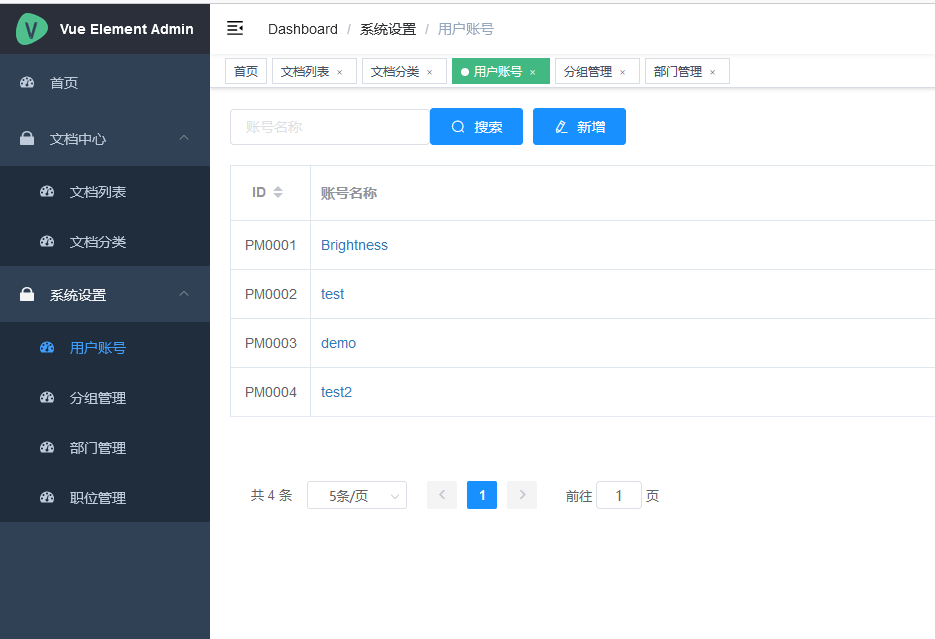 Vue Element Admin
首页
文档中心
文档列表
文档分类
系统设置
用户账号
分组管理
部门管理
职位管理
Dashboard / 系统设置 / 用户账号
首页 文档列表 × 文档分类 × 用户账号 × 分组管理 × 部门管理 ×
账号名称 搜索 新增
ID 账号名称
PM0001 Brightness
PM0002 test
PM0003 demo
PM0004 test2
共 4 条 5条/页 1 前往 1 页